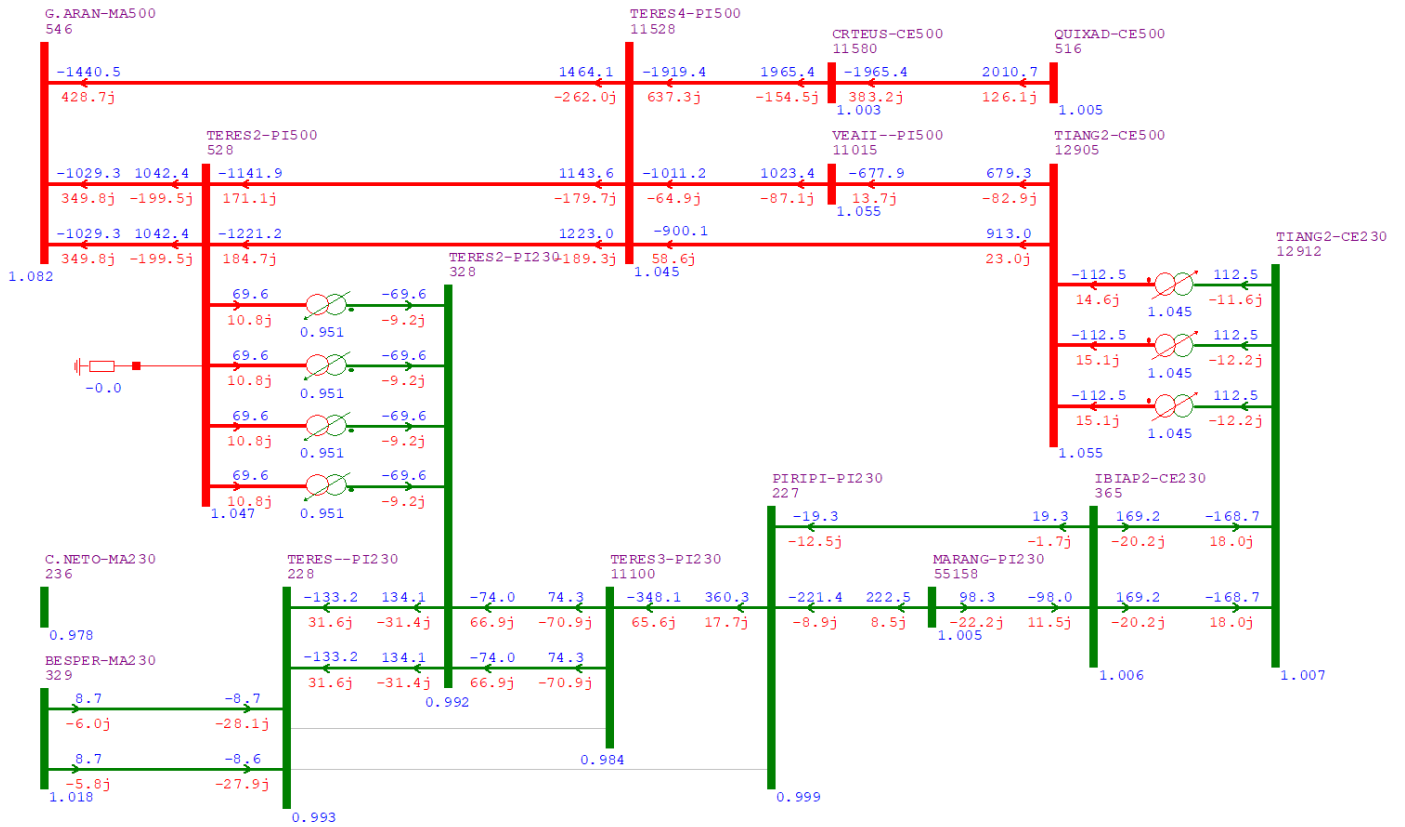 G.ARAN-MA500
546
TERES4-PI500
11528
CRTEUS-CE500
11580
QUIXAD-CE500
516
-1440.5 1464.1 -1919.4 1965.4 -1965.4 2010.7
428.7j -262.0j 637.3j -154.5j 383.2j 126.1j
1.003 1.005
TERES2-PI500
528
VEAII--PI500
11015
TIANG2-CE500
12905
-1029.3 1042.4 -1141.9 1143.6 -1011.2 1023.4 -677.9 679.3
349.8j -199.5j 171.1j -179.7j -64.9j -87.1j 13.7j -82.9j
1.055
-1029.3 1042.4 -1221.2 1223.0 -900.1 913.0
349.8j -199.5j 184.7j -189.3j 58.6j 23.0j
1.082 1.045
TERES2-PI230
328
TIANG2-CE230
12912
69.6 -69.6 -112.5 112.5
10.8j -9.2j 14.6j -11.6j
0.951 1.045
69.6 -69.6 -112.5 112.5
10.8j -9.2j 15.1j -12.2j
-0.0 0.951 1.045
69.6 -69.6 -112.5 112.5
10.8j -9.2j 15.1j -12.2j
0.951 1.045
1.055
69.6 -69.6
10.8j -9.2j
1.047 0.951
PIRIPI-PI230
227
IBIAP2-CE230
365
-19.3 19.3 169.2 -168.7
-12.5j -1.7j -20.2j 18.0j
C.NETO-MA230
236
TERES--PI230
228
TERES3-PI230
11100
MARANG-PI230
55158
-133.2 134.1 -74.0 74.3 -348.1 360.3 -221.4 222.5 98.3 -98.0 169.2 -168.7
31.6j -31.4j 66.9j -70.9j 65.6j 17.7j -8.9j 8.5j -22.2j 11.5j -20.2j 18.0j
0.978 1.005
BESPER-MA230
329
-133.2 134.1 -74.0 74.3
31.6j -31.4j 66.9j -70.9j
1.006 1.007
8.7 -8.7 0.992
-6.0j -28.1j
8.7 -8.6 0.984
-5.8j -27.9j
1.018 0.999
0.993